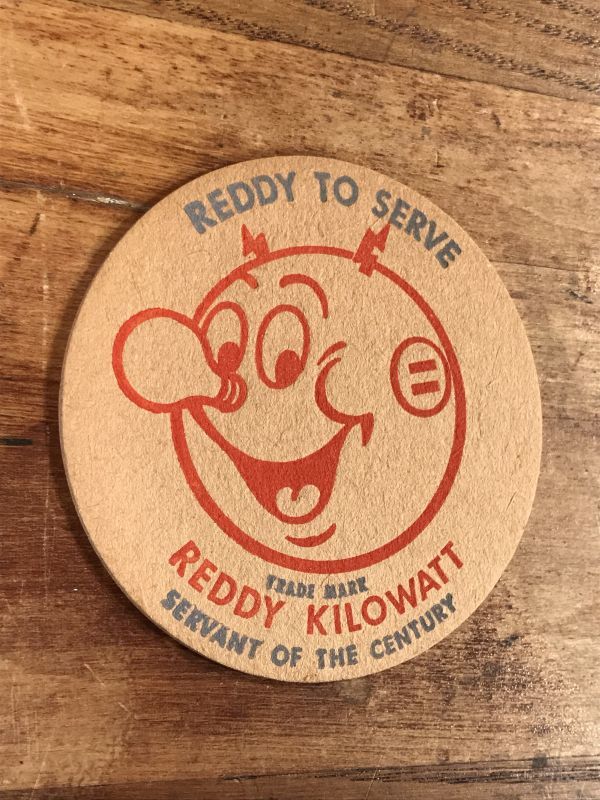 REDDY TO SERVE
TRADE MARK
REDDY KILOWATT
SERVANT OF THE CENTURY